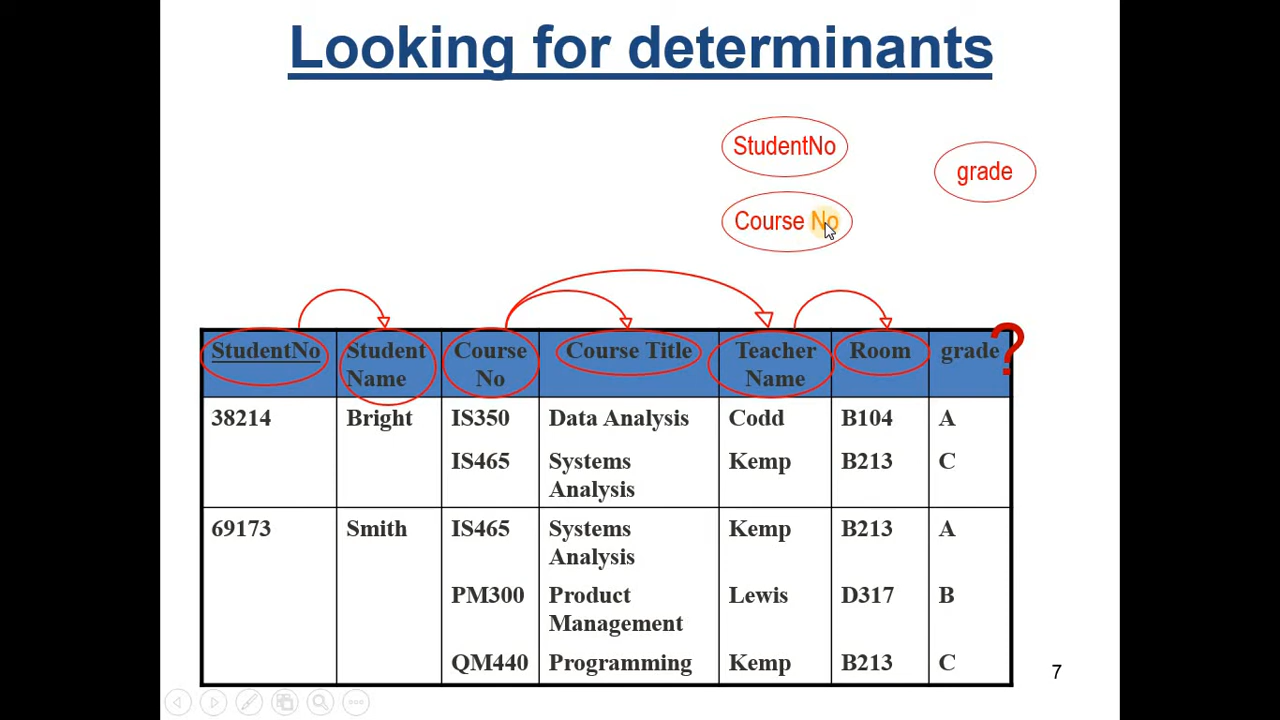 Looking for determinants
StudentNo
grade
Course No
StudentNo Student Name Course No Course Title Teacher Name Room grade ?
38214 Bright IS350 Data Analysis Codd B104 A
IS465 Systems Analysis Kemp B213 C
69173 Smith IS465 Systems Analysis Kemp B213 A
PM300 Product Management Lewis D317 B
QM440 Programming Kemp B213 C
7